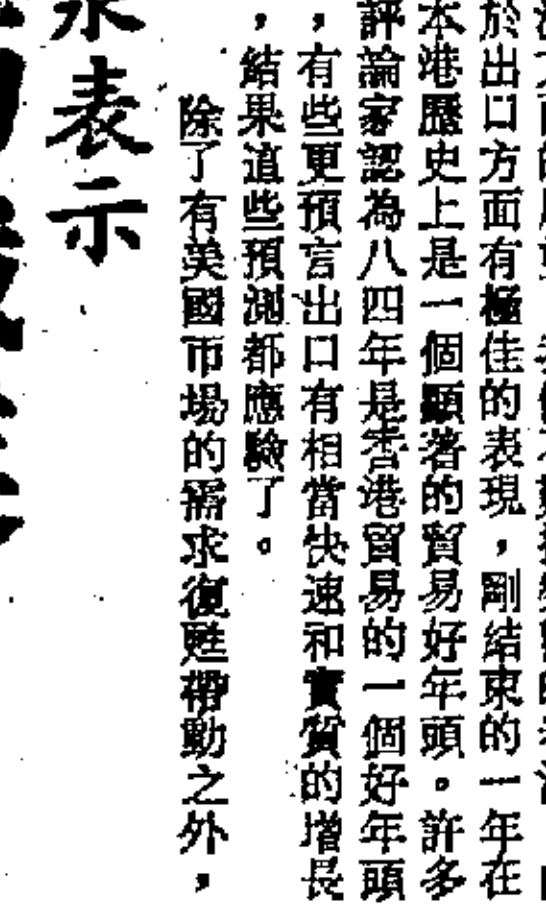 於出口方面有極佳的表現，剛結束的一年在
本港歷史上是一個顯著的貿易好年頭。許多
評論家認為八四年是香港貿易的一個好年頭
，有些更預言出口有相當快速和實質的增長
，結果這些預測都應驗了。
除了有美國市場的需求復甦帶動之外，
表示